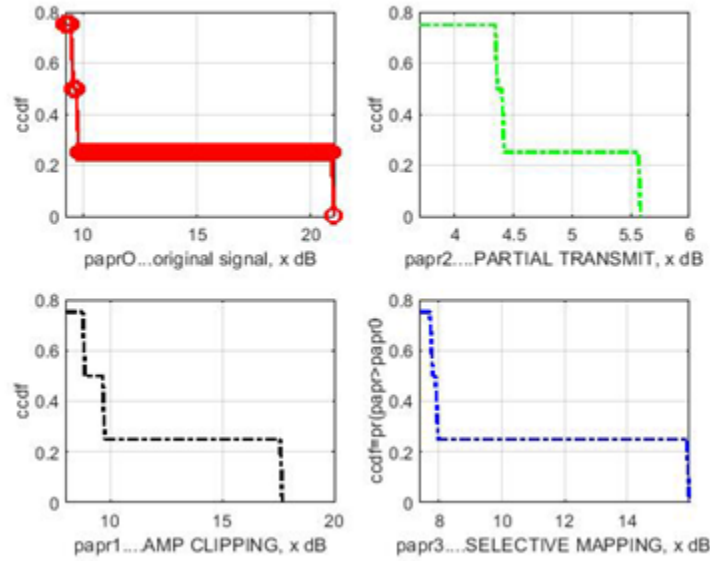 0.8
0.6
0.4
0.2
0
ccdf
10 15 20
paprO...original signal, x dB
0.8
0.6
0.4
0.2
0
ccdf
4 4.5 5 5.5 6
papr2....PARTIAL TRANSMIT, x dB
0.8
0.6
0.4
0.2
0
ccdf
10 15 20
papr1....AMP CLIPPING, x dB
0.8
0.6
0.4
0.2
0
ccdf=pr(papr>papr0
8 10 12 14
papr3....SELECTIVE MAPPING, x dB